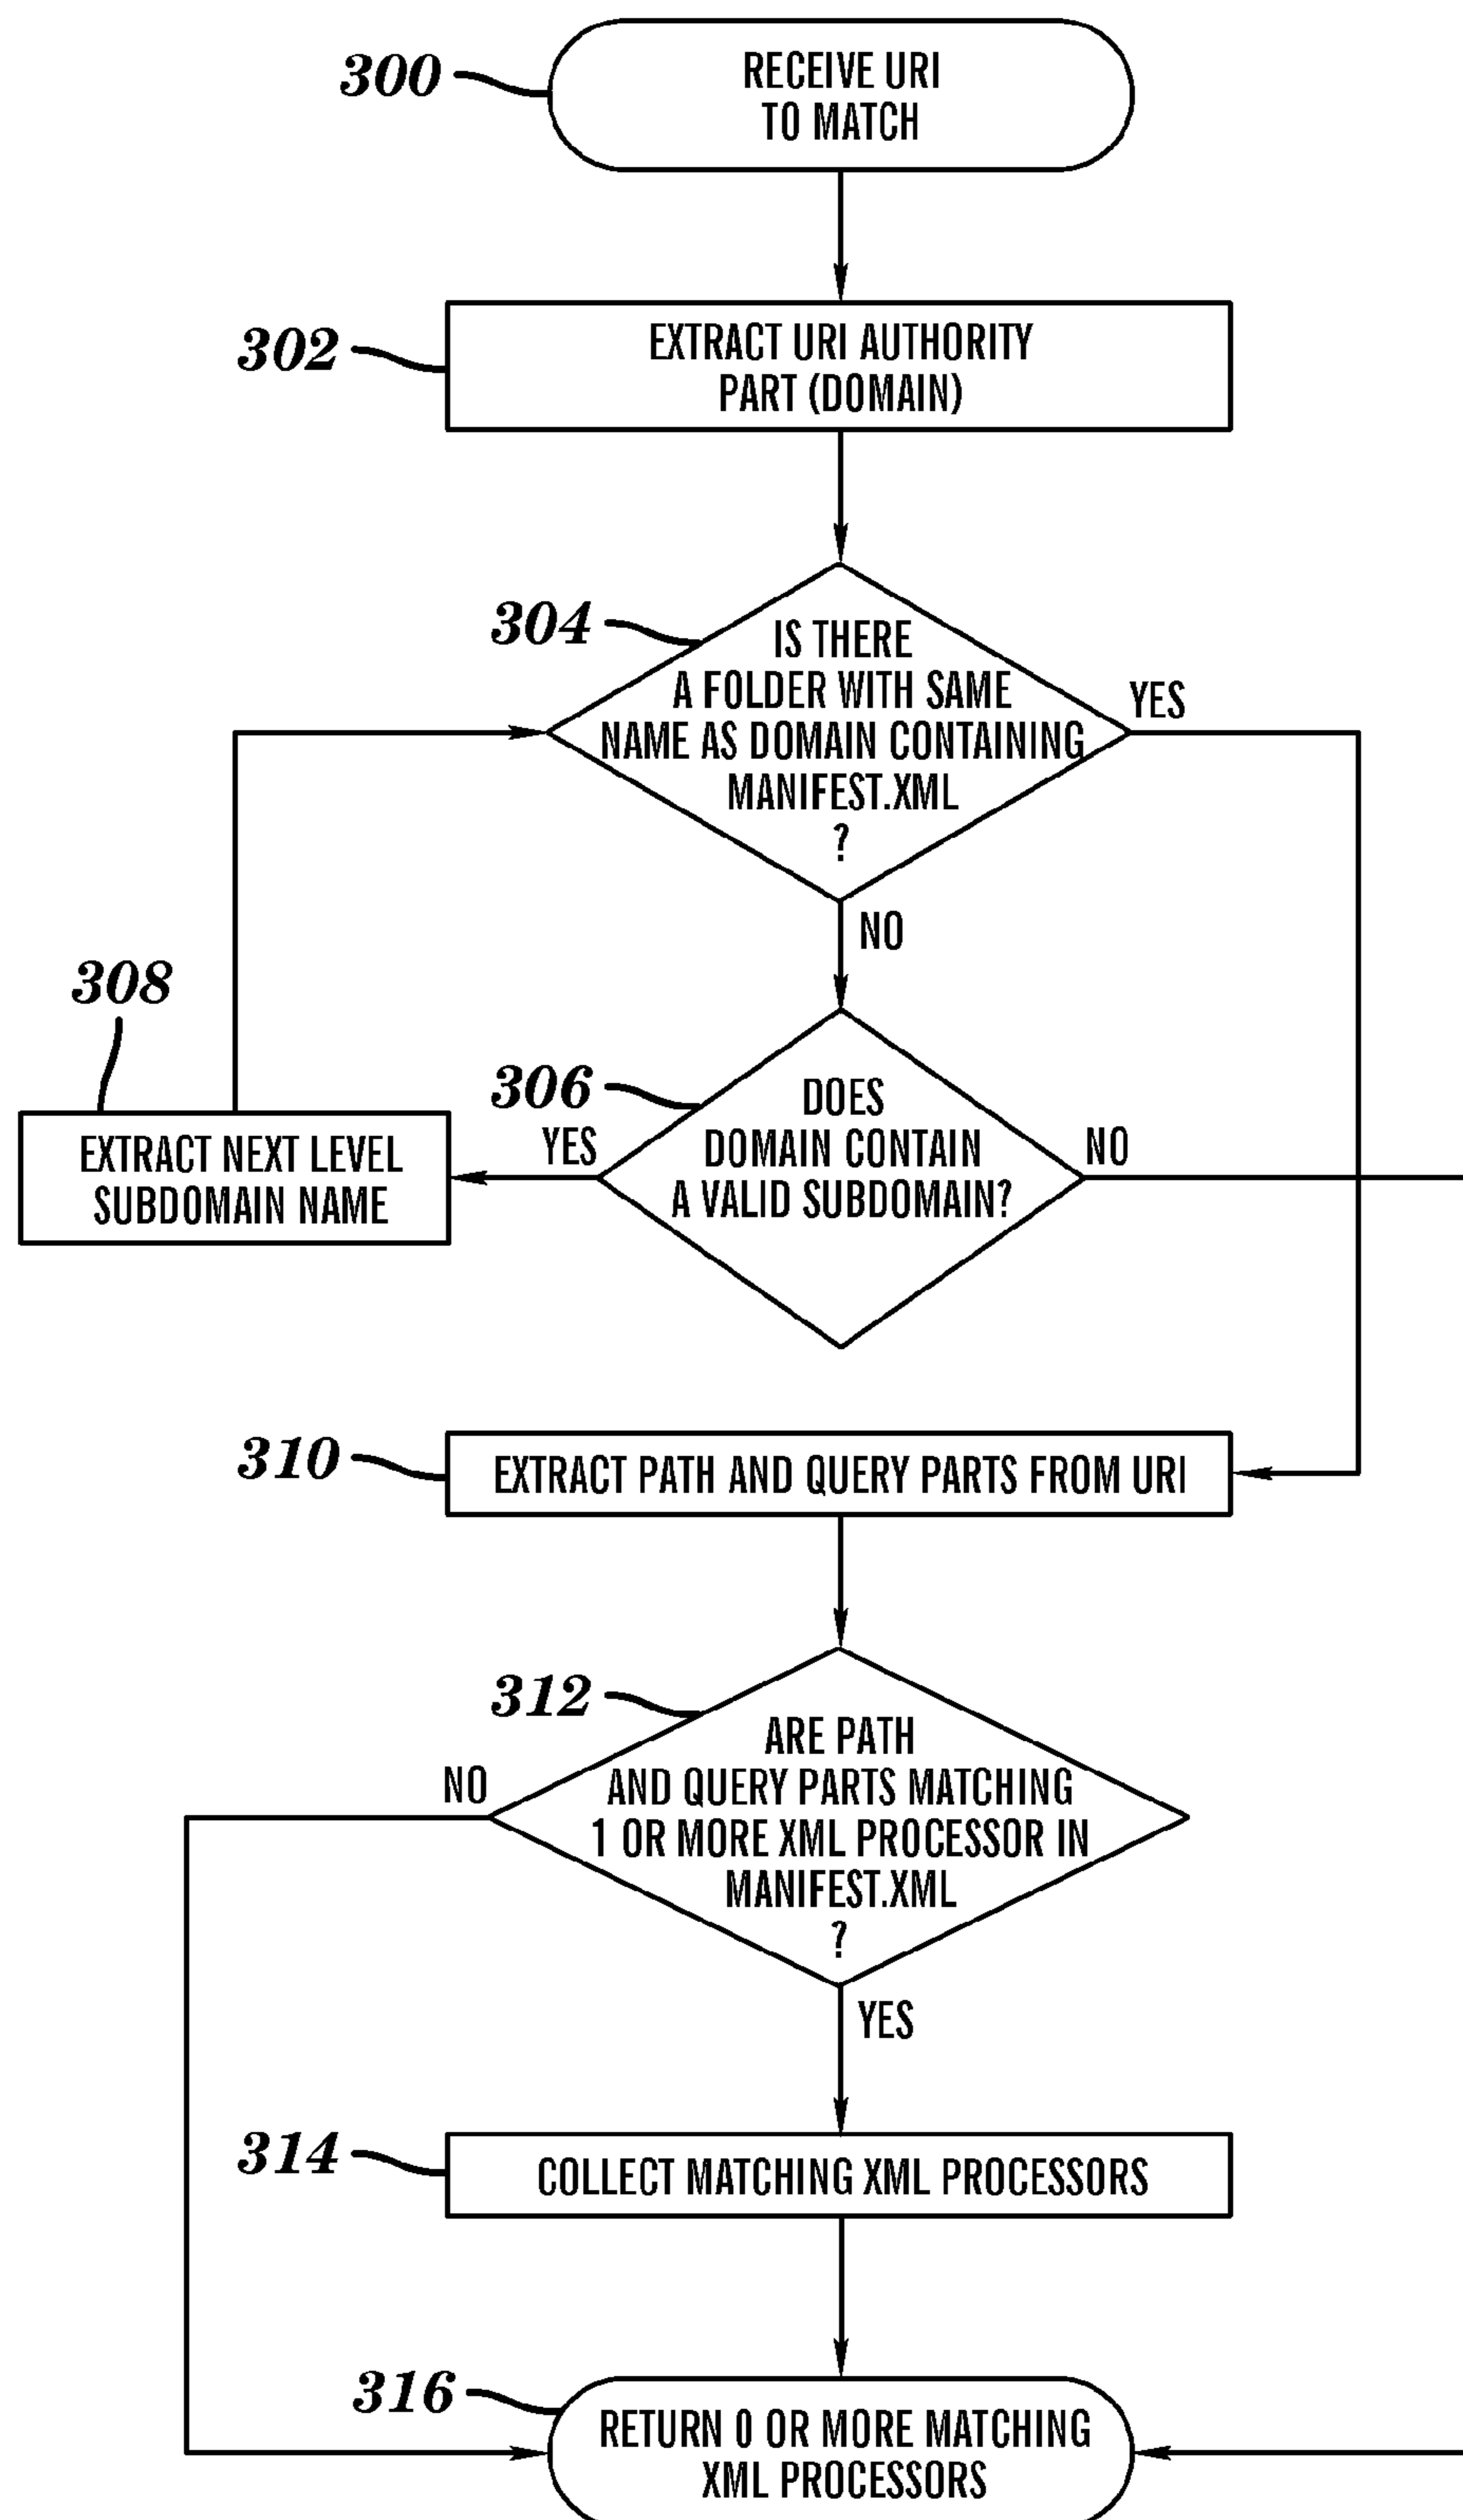 300
RECEIVE URI
TO MATCH
302
EXTRACT URI AUTHORITY
PART (DOMAIN)
304
IS THERE
A FOLDER WITH SAME
NAME AS DOMAIN CONTAINING
MANIFEST.XML
?
YES
NO
308
EXTRACT NEXT LEVEL
SUBDOMAIN NAME
306
YES
DOES
DOMAIN CONTAIN
A VALID SUBDOMAIN?
NO
310
EXTRACT PATH AND QUERY PARTS FROM URI
312
NO
ARE PATH
AND QUERY PARTS MATCHING
1 OR MORE XML PROCESSOR IN
MANIFEST.XML
?
YES
314
COLLECT MATCHING XML PROCESSORS
316
RETURN 0 OR MORE MATCHING
XML PROCESSORS